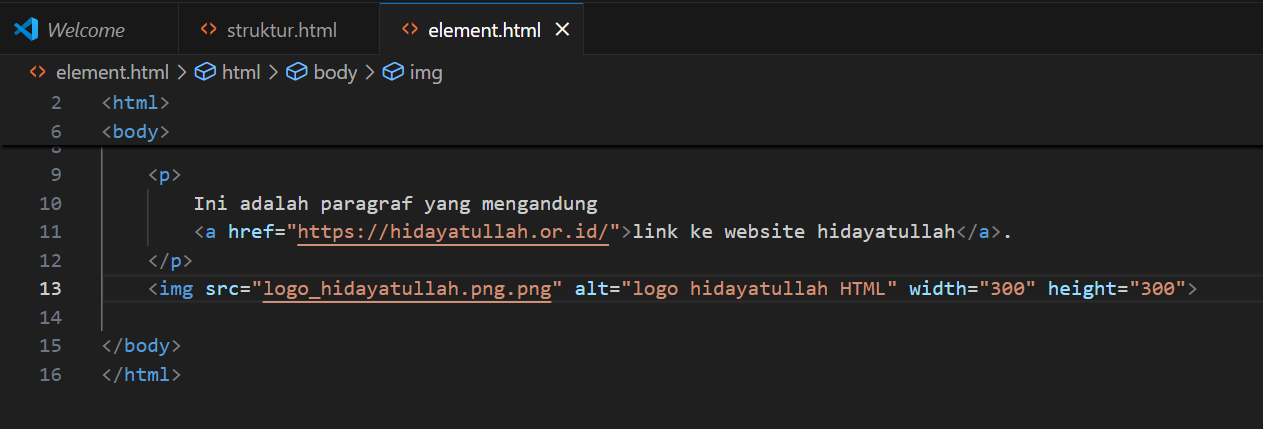 Welcome struktur.html element.html
element.html > html > body > img
2 <html>
6 <body>
8
9 <p>
10 Ini adalah paragraf yang mengandung
11 <a href="https://hidayatullah.or.id/">link ke website hidayatullah</a>.
12 </p>
13 <img src="logo_hidayatullah.png.png" alt="logo hidayatullah HTML" width="300" height="300">
14
15 </body>
16 </html>